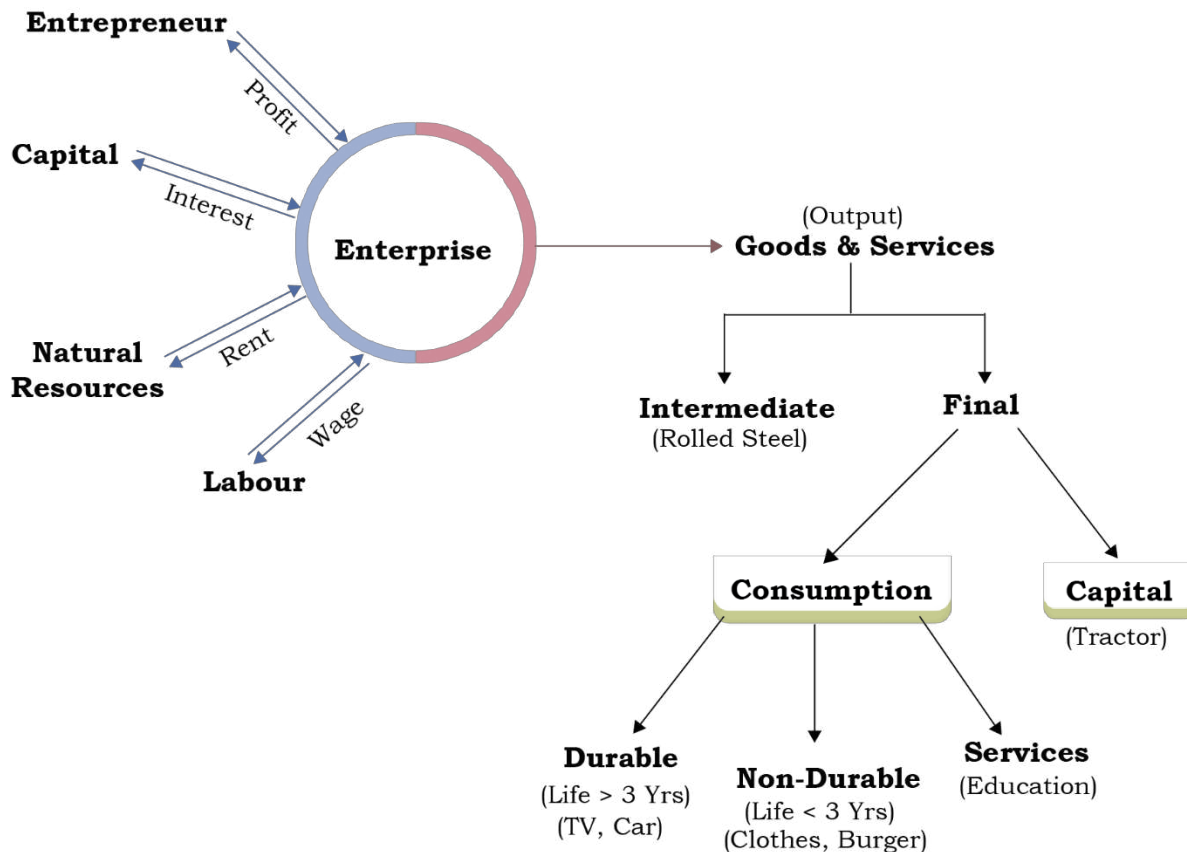 Entrepreneur
Profit
Capital
Interest
Enterprise
Natural
Resources
Rent
Labour
Wage
(Output)
Goods & Services
Intermediate
(Rolled Steel)
Final
Consumption
Capital
(Tractor)
Durable
(Life > 3 Yrs)
(TV, Car)
Non-Durable
(Life < 3 Yrs)
(Clothes, Burger)
Services
(Education)